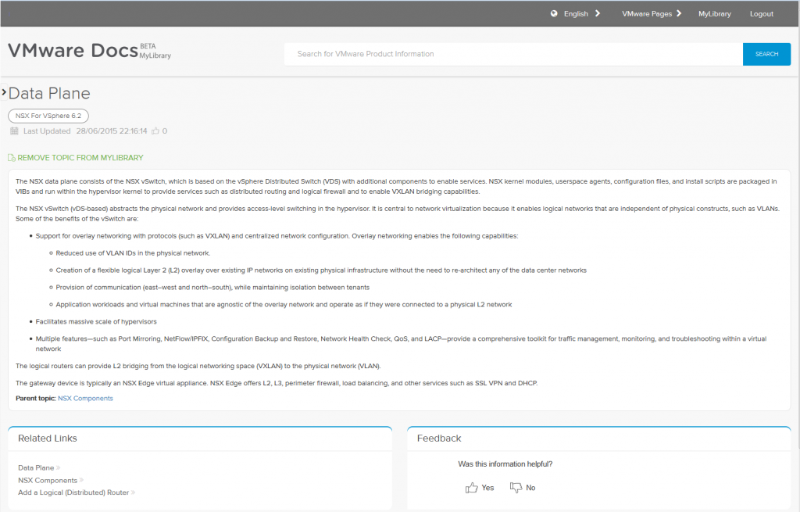 English VMware Pages MyLibrary Logout
VMware Docs BETA
MyLibrary
Search for VMware Product Information SEARCH
Data Plane
NSX For VSphere 6.2
Last Updated 28/06/2015 22:16:14 0
REMOVE TOPIC FROM MYLIBRARY
The NSX data plane consists of the NSX vSwitch, which is based on the vSphere Distributed Switch (VDS) with additional components to enable services. NSX kernel modules, userspace agents, configuration files, and install scripts are packaged in
VIBs and run within the hypervisor kernel to provide services such as distributed routing and logical firewall and to enable VXLAN bridging capabilities.
The NSX vSwitch (vDS-based) abstracts the physical network and provides access-level switching in the hypervisor. It is central to network virtualization because it enables logical networks that are independent of physical constructs, such as VLANs.
Some of the benefits of the vSwitch are:
• Support for overlay networking with protocols (such as VXLAN) and centralized network configuration. Overlay networking enables the following capabilities:
○ Reduced use of VLAN IDs in the physical network.
○ Creation of a flexible logical Layer 2 (L2) overlay over existing IP networks on existing physical infrastructure without the need to re-architect any of the data center networks
○ Provision of communication (east–west and north–south), while maintaining isolation between tenants
○ Application workloads and virtual machines that are agnostic of the overlay network and operate as if they were connected to a physical L2 network
• Facilitates massive scale of hypervisors
• Multiple features—such as Port Mirroring, NetFlow/IPFIX, Configuration Backup and Restore, Network Health Check, QoS, and LACP—provide a comprehensive toolkit for traffic management, monitoring, and troubleshooting within a virtual
network
The logical routers can provide L2 bridging from the logical networking space (VXLAN) to the physical network (VLAN).
The gateway device is typically an NSX Edge virtual appliance. NSX Edge offers L2, L3, perimeter firewall, load balancing, and other services such as SSL VPN and DHCP.
Parent topic: NSX Components
Related Links
Data Plane >
NSX Components >
Add a Logical (Distributed) Router >
Feedback
Was this information helpful?
Yes No